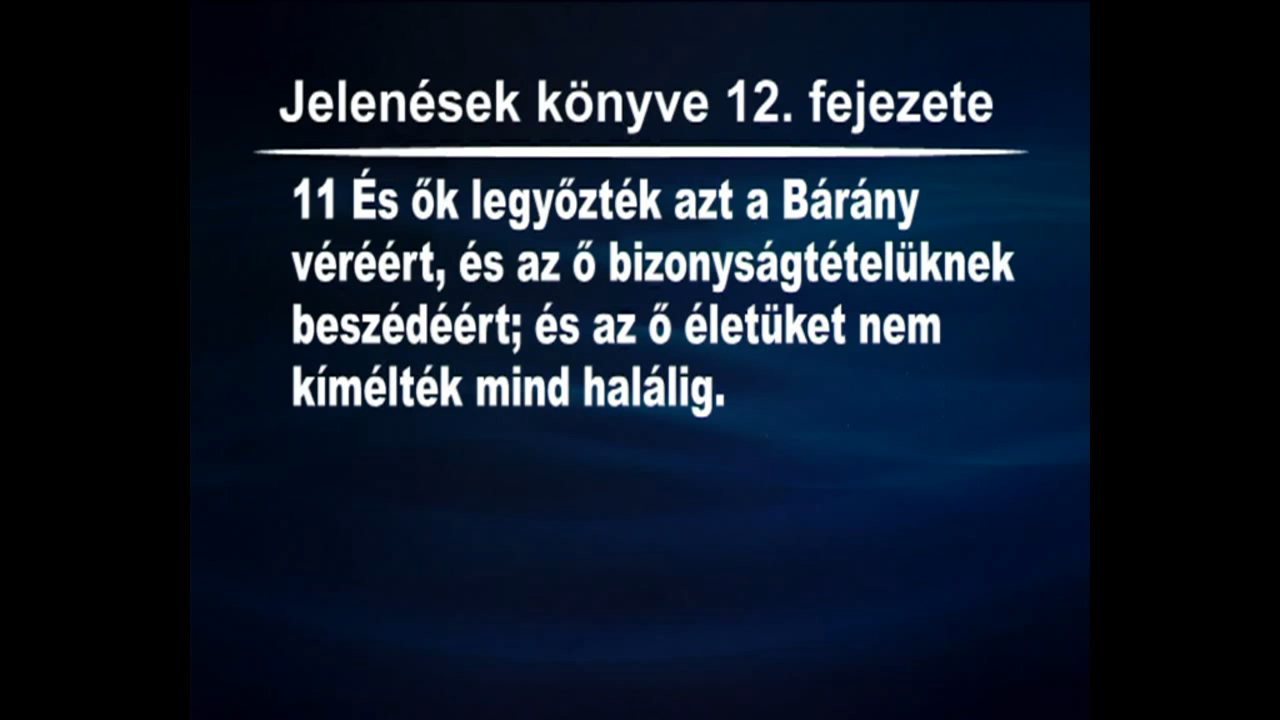 Jelenések könyve 12. fejezete
11 És ők legyőzték azt a Bárány
véréért, és az ő bizonyságtételüknek
beszédéért; és az ő életüket nem
kímélték mind halálig.